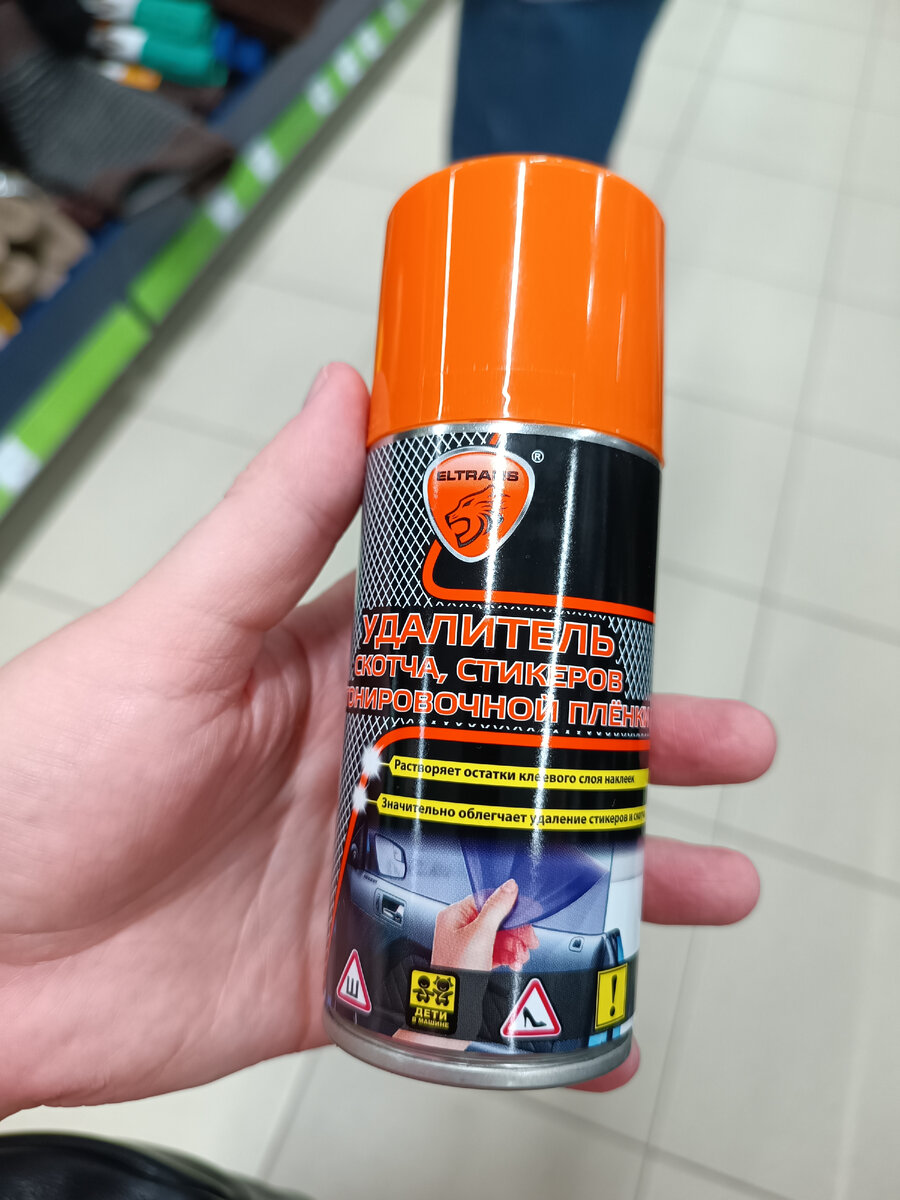 ELTRANS
®
УДАЛИТЕЛЬ
СКОТЧА, СТИКЕРОВ
ТОНИРОВОЧНОЙ ПЛЁНКИ
Растворяет остатки клеевого слоя наклеек
Значительно облегчает удаление стикеров и скотча
Ш
ДЕТИ
В МАШИНЕ
!